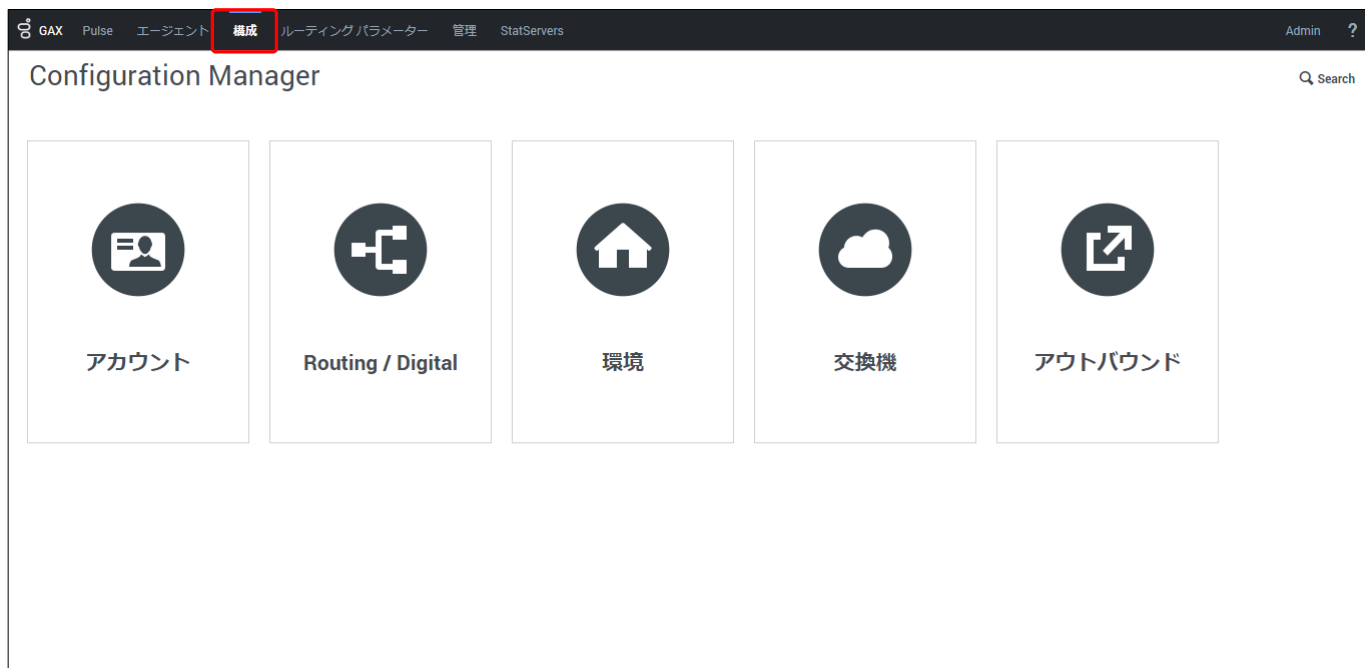 GAX Pulse エージェント 構成 ルーティングパラメーター 管理 StatServers Admin ?
Configuration Manager
Search
アカウント Routing / Digital 環境 交換機 アウトバウンド